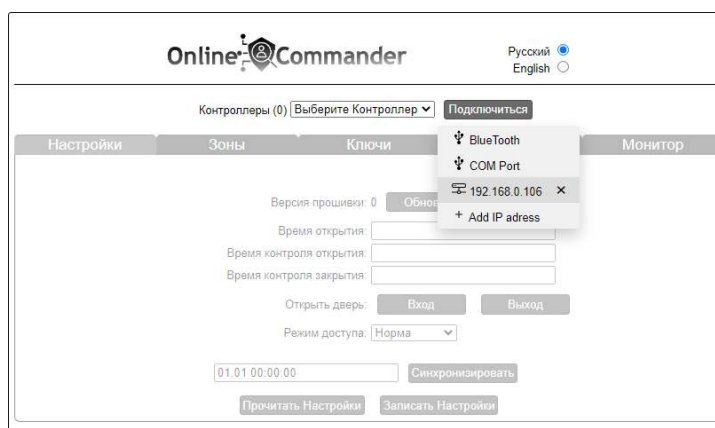 Online Commander
Русский
English
Контроллеры (0) Выберите Контроллер Подключиться
Настройки Зоны Ключи Монитор
BlueTooth
COM Port
192.168.0.106 ×
+ Add IP adress
Версия прошивки: 0
Время открытия:
Время контроля открытия:
Время контроля закрытия:
Открыть дверь: Вход Выход
Режим доступа: Норма
01.01 00:00:00 Синхронизировать
Прочитать Настройки Записать Настройки